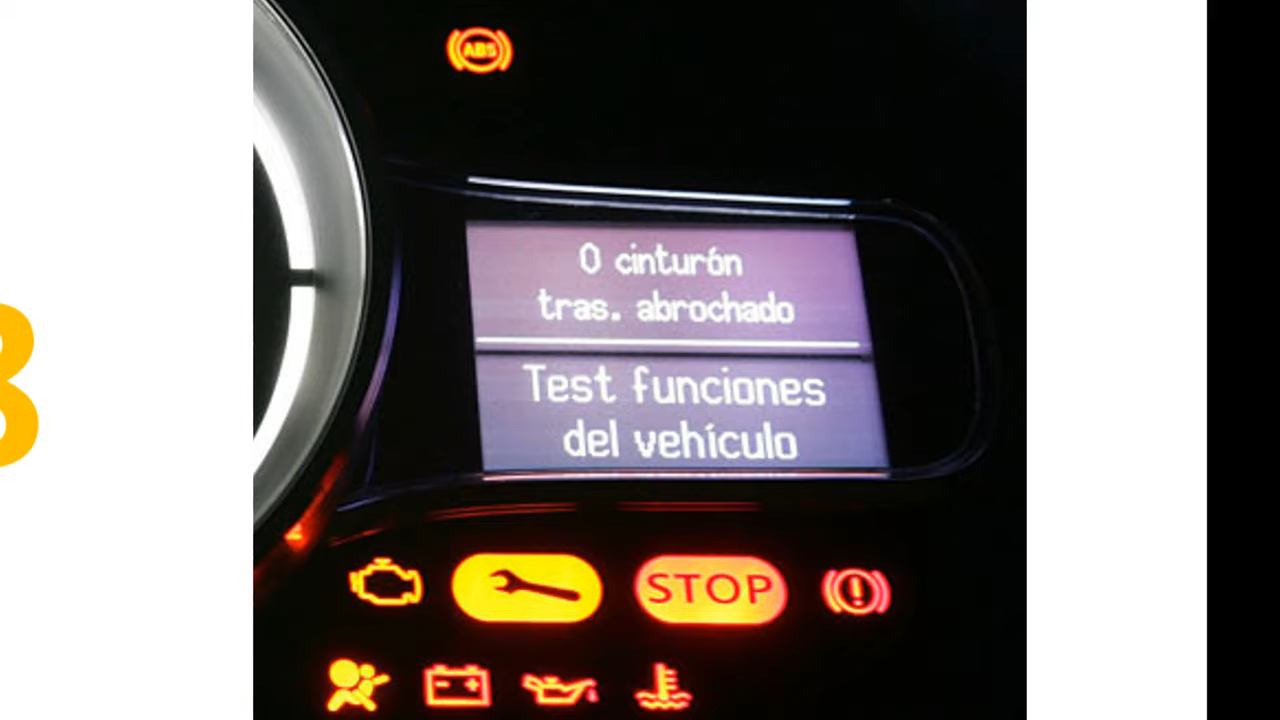 ABS
0 cinturón
tras. abrochado
Test funciones
del vehículo
STOP